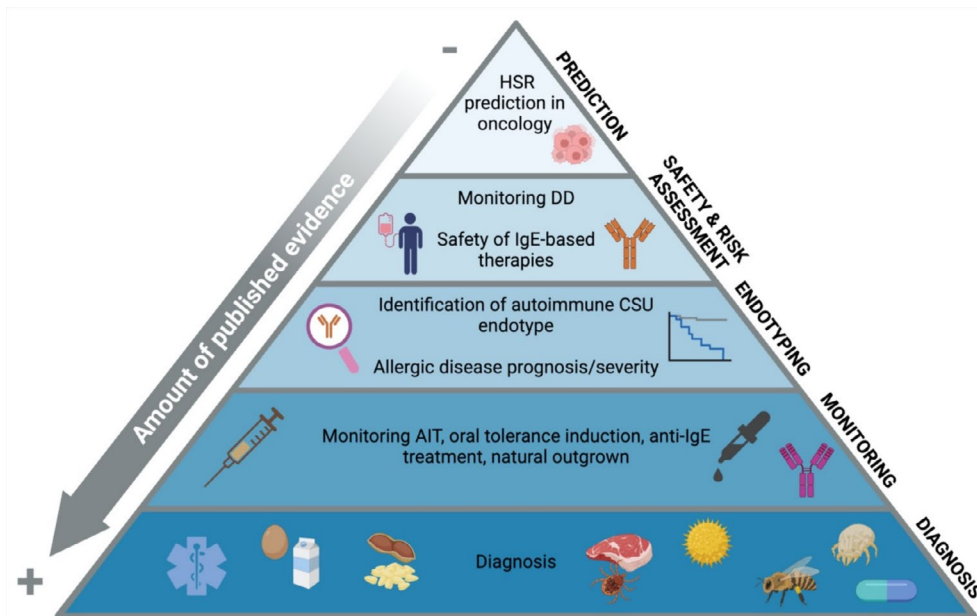 -
PREDICTION
HSR
prediction in
oncology
SAFETY & RISK
ASSESSMENT
Monitoring DD
Safety of IgE-based
therapies
ENDOTYPING
Identification of autoimmune CSU
endotype
Allergic disease prognosis/severity
MONITORING
Monitoring AIT, oral tolerance induction, anti-IgE
treatment, natural outgrown
DIAGNOSIS
Diagnosis
Amount of published evidence
+